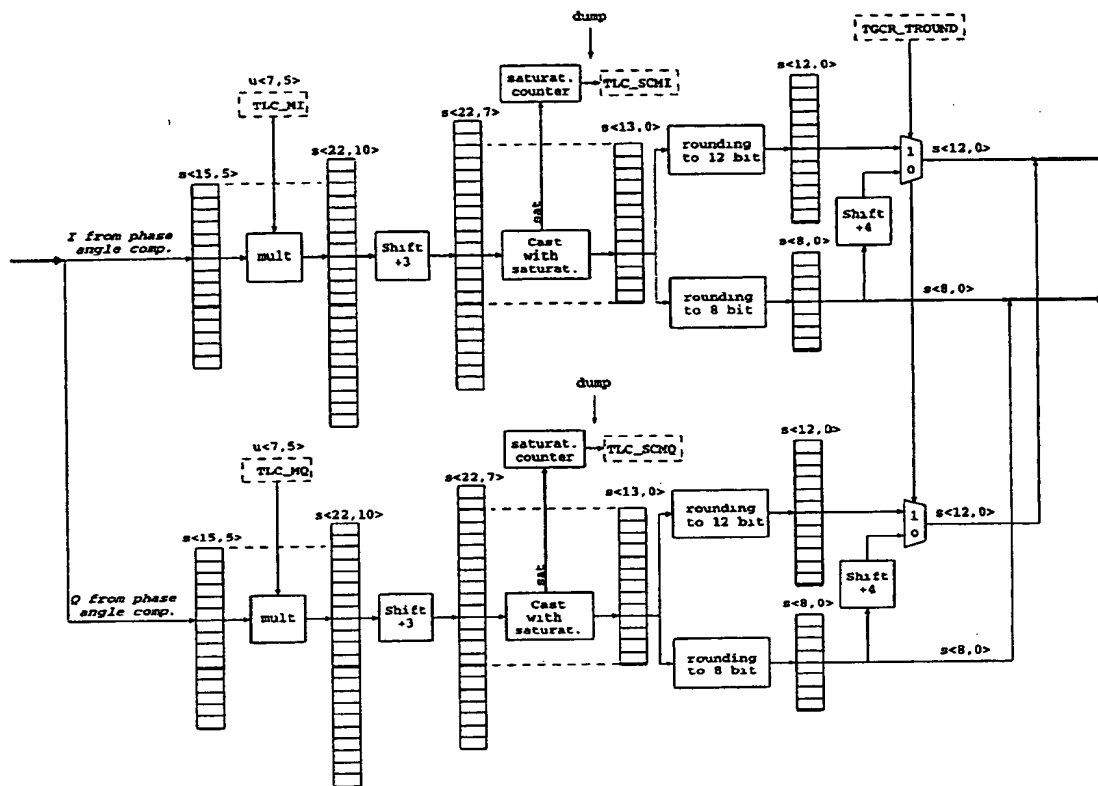 dump
TGCR_TROUND
u<7,5>
TLC_MI
saturat.
counter
TLC_SCMI
s<12,0>
s<22,7>
s<13,0>
s<22,10>
s<15,5>
rounding
to 12 bit
1
0
s<12,0>
sat
Shift
+4
I from phase
angle comp.
mult
Shift
+3
Cast
with
saturat.
s<8,0>
rounding
to 8 bit
s<8,0>
dump
u<7,5>
TLC_MQ
saturat.
counter
TLC_SCMQ
s<12,0>
s<22,7>
s<13,0>
s<22,10>
s<15,5>
rounding
to 12 bit
1
0
s<12,0>
sat
Shift
+4
Q from phase
angle comp.
mult
Shift
+3
Cast
with
saturat.
s<8,0>
rounding
to 8 bit
s<8,0>